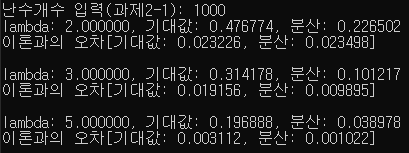 난수개수 입력(과제2-1): 1000
lambda: 2.000000, 기대값: 0.476774, 분산: 0.226502
이론과의 오차[기대값: 0.023226, 분산: 0.023498]
lambda: 3.000000, 기대값: 0.314178, 분산: 0.101217
이론과의 오차[기대값: 0.019156, 분산: 0.009895]
lambda: 5.000000, 기대값: 0.196888, 분산: 0.038978
이론과의 오차[기대값: 0.003112, 분산: 0.001022]